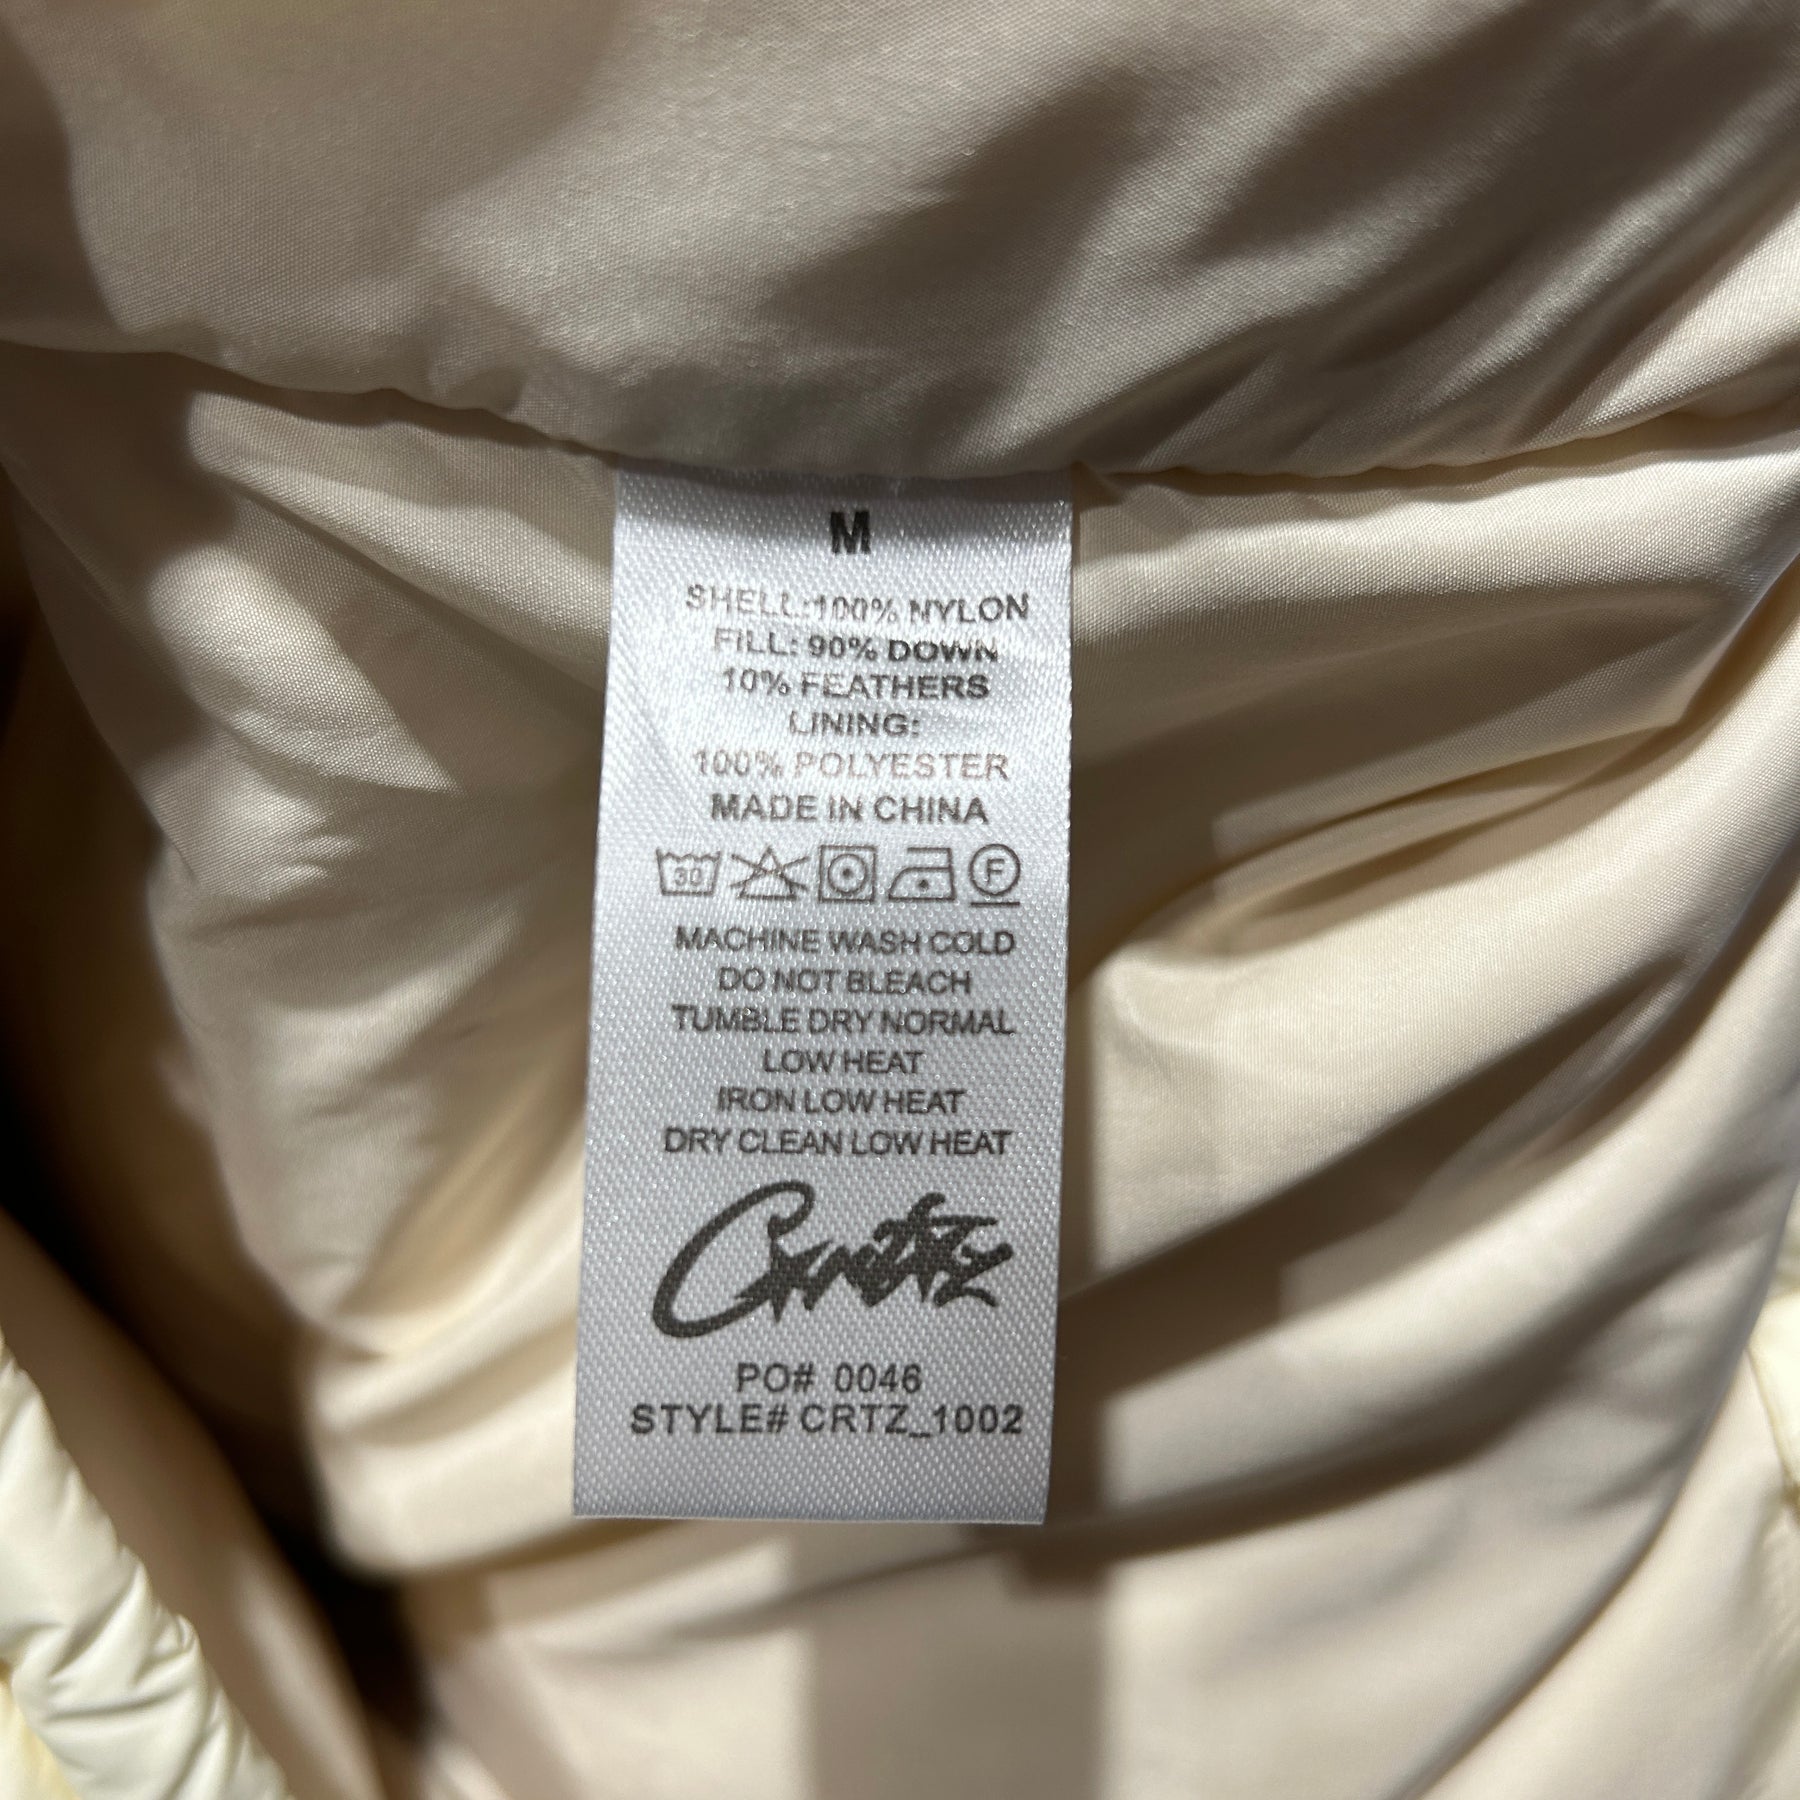 M
SHELL:100% NYLON
FILL: 90% DOWN
10% FEATHERS
LINING:
100% POLYESTER
MADE IN CHINA
30 F
MACHINE WASH COLD
DO NOT BLEACH
TUMBLE DRY NORMAL
LOW HEAT
IRON LOW HEAT
DRY CLEAN LOW HEAT
Crtz
PO# 0046
STYLE# CRTZ_1002